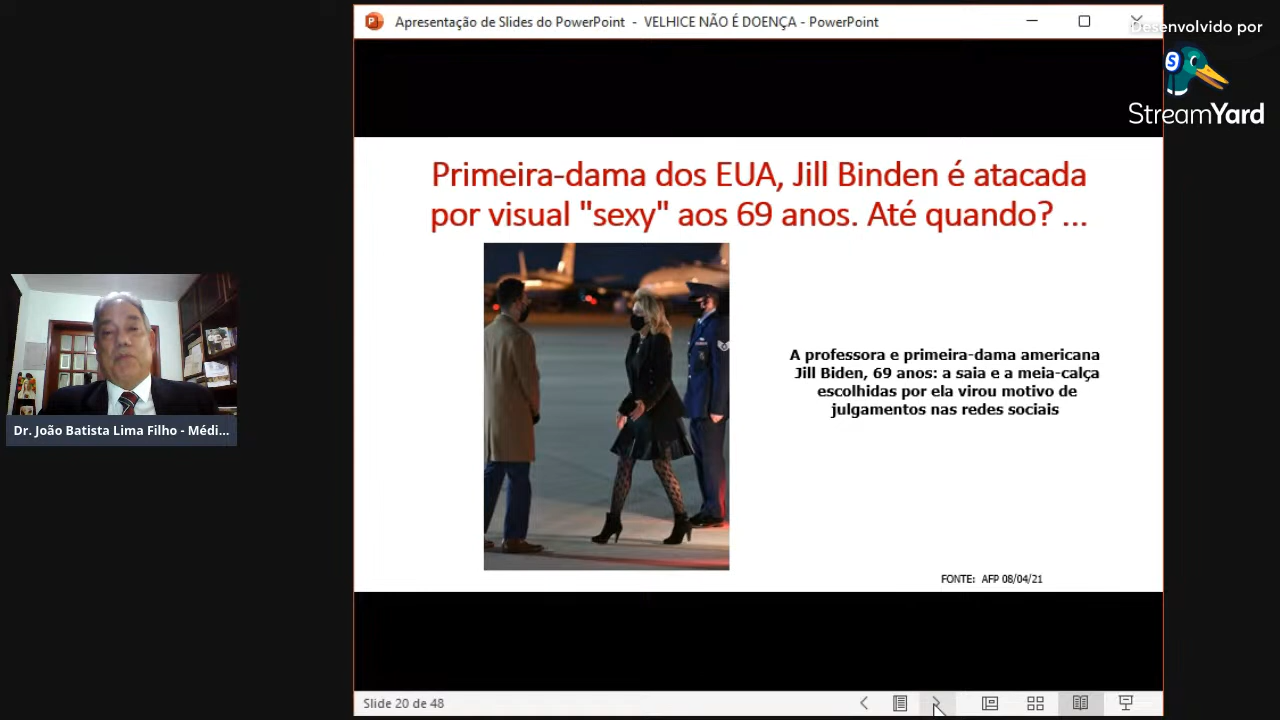 Apresentação de Slides do PowerPoint - VELHICE NÃO É DOENÇA - PowerPoint
Desenvolvido por
StreamYard
Primeira-dama dos EUA, Jill Binden é atacada
por visual "sexy" aos 69 anos. Até quando? ...
A professora e primeira-dama americana
Jill Biden, 69 anos: a saia e a meia-calça
escolhidas por ela virou motivo de
julgamentos nas redes sociais
FONTE: AFP 08/04/21
Dr. João Batista Lima Filho - Médi...
Slide 20 de 48